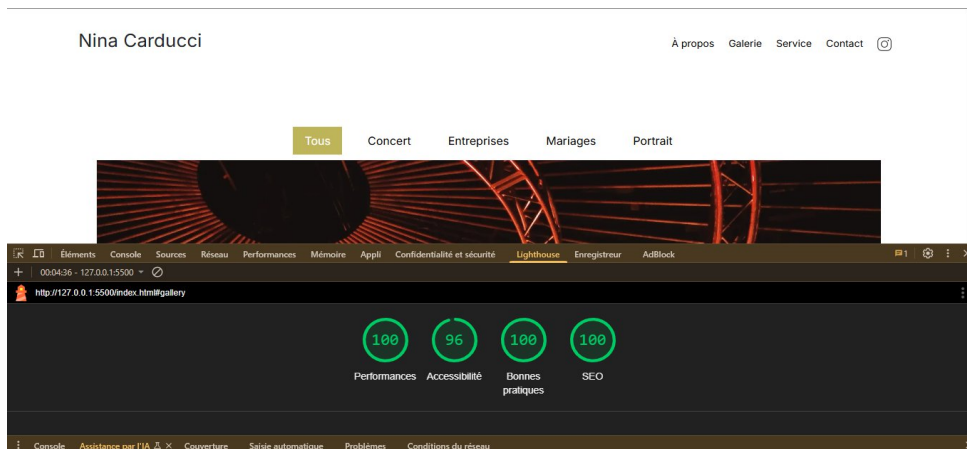 Nina Carducci
À propos Galerie Service Contact
Tous Concert Entreprises Mariages Portrait
Éléments Console Sources Réseau Performances Mémoire Appli Confidentialité et sécurité Lighthouse Enregistreur AdBlock 1
00:04:36 - 127.0.0.1:5500
http://127.0.0.1:5500/index.html#gallery
100 96 100 100
Performances Accessibilité Bonnes pratiques SEO
Console Assistance par l'IA Couverture Saisie automatique Problèmes Conditions du réseau